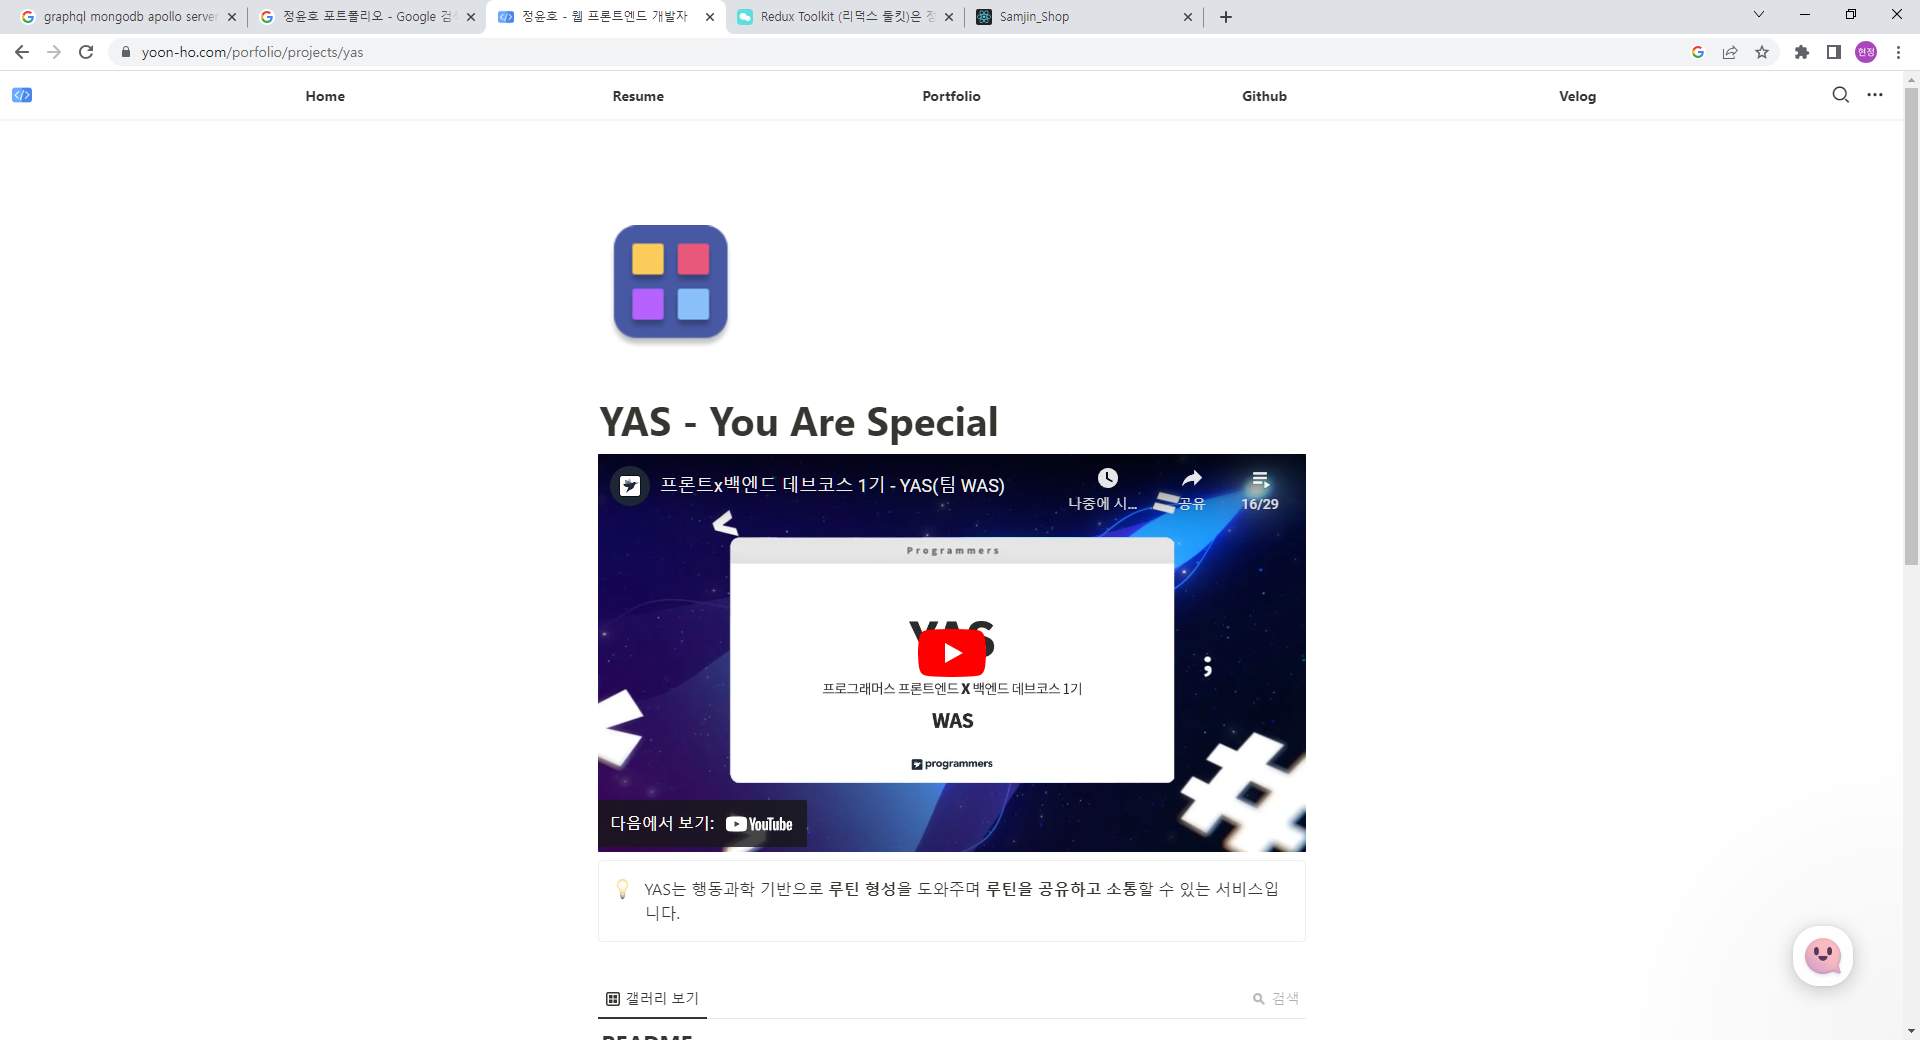 graphql mongodb apollo server
정윤호 포트폴리오 - Google 검색
정윤호 - 웹 프론트엔드 개발자
Redux Toolkit (리덕스 툴킷)은 정
Samjin_Shop
yoon-ho.com/porfolio/projects/yas
현정
Home
Resume
Portfolio
Github
Velog
YAS - You Are Special
프론트x백엔드 데브코스 1기 - YAS(팀 WAS)
나중에 시...
공유
16/29
Programmers
YAS
프로그래머스 프론트엔드 X 백엔드 데브코스 1기
WAS
programmers
다음에서 보기: YouTube
YAS는 행동과학 기반으로 루틴 형성을 도와주며 루틴을 공유하고 소통할 수 있는 서비스입
니다.
갤러리 보기
검색
README